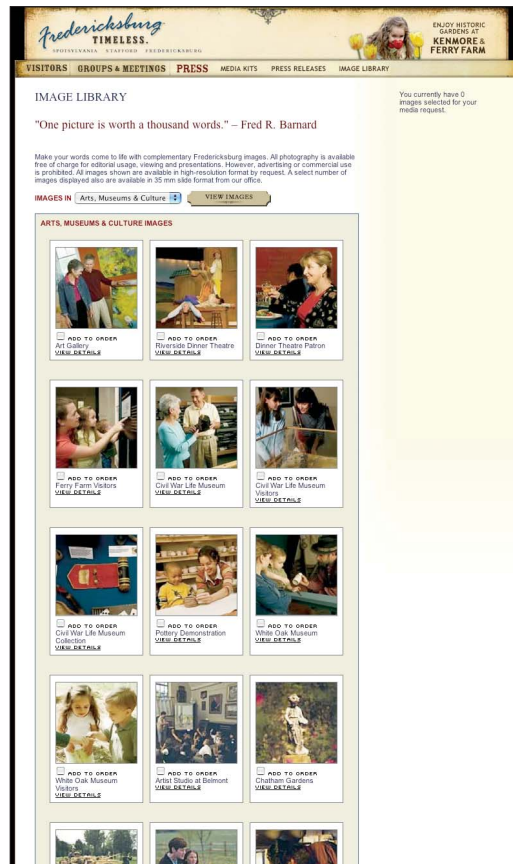 Fredericksburg
TIMELESS.
SPOTSYLVANIA STAFFORD FREDERICKSBURG
ENJOY HISTORIC
GARDENS AT
KENMORE &
FERRY FARM
VISITORS GROUPS & MEETINGS PRESS MEDIA KITS PRESS RELEASES IMAGE LIBRARY
IMAGE LIBRARY
You currently have 0
images selected for your
media request.
"One picture is worth a thousand words." – Fred R. Barnard
Make your words come to life with complementary Fredericksburg images. All photography is available
free of charge for editorial usage, viewing and presentations. However, advertising or commercial use
is prohibited. All images shown are available in high-resolution format by request. A select number of
images displayed also are available in 35 mm slide format from our office.
IMAGES IN Arts, Museums & Culture VIEW IMAGES
ARTS, MUSEUMS & CULTURE IMAGES
ADD TO ORDER
Art Gallery
VIEW DETAILS
ADD TO ORDER
Riverside Dinner Theatre
VIEW DETAILS
ADD TO ORDER
Dinner Theatre Patron
VIEW DETAILS
ADD TO ORDER
Ferry Farm Visitors
VIEW DETAILS
ADD TO ORDER
Civil War Life Museum
VIEW DETAILS
ADD TO ORDER
Civil War Life Museum
Visitors
VIEW DETAILS
ADD TO ORDER
Civil War Life Museum
Collection
VIEW DETAILS
ADD TO ORDER
Pottery Demonstration
VIEW DETAILS
ADD TO ORDER
White Oak Museum
VIEW DETAILS
ADD TO ORDER
White Oak Museum
Visitors
VIEW DETAILS
ADD TO ORDER
Artist Studio at Belmont
VIEW DETAILS
ADD TO ORDER
Chatham Gardens
VIEW DETAILS